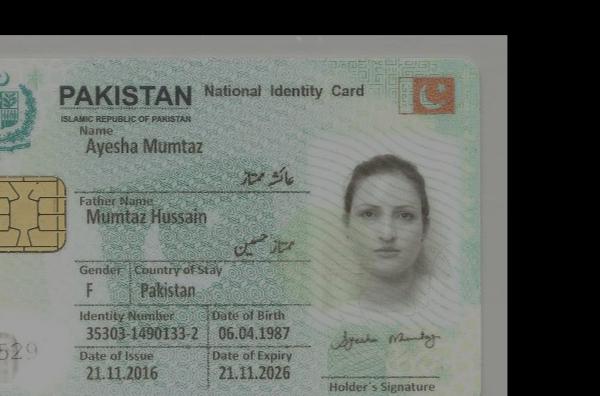 PAKISTAN National Identity Card
ISLAMIC REPUBLIC OF PAKISTAN
Name
Ayesha Mumtaz
عائشہ ممتاز
Father Name
Mumtaz Hussain
ممتاز حسین
Gender Country of Stay
F Pakistan
Identity Number Date of Birth
35303-1490133-2 06.04.1987
529
Date of Issue Date of Expiry
21.11.2016 21.11.2026
Ayesha Mumtaz
Holder's Signature